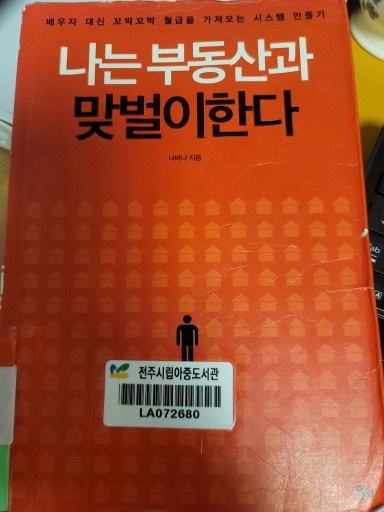 배우자 대신 꼬박꼬박 월급을 가져오는 시스템 만들기
나는 부동산과
맞벌이한다
너바나 지음
전주시립아중도서관
LA072680